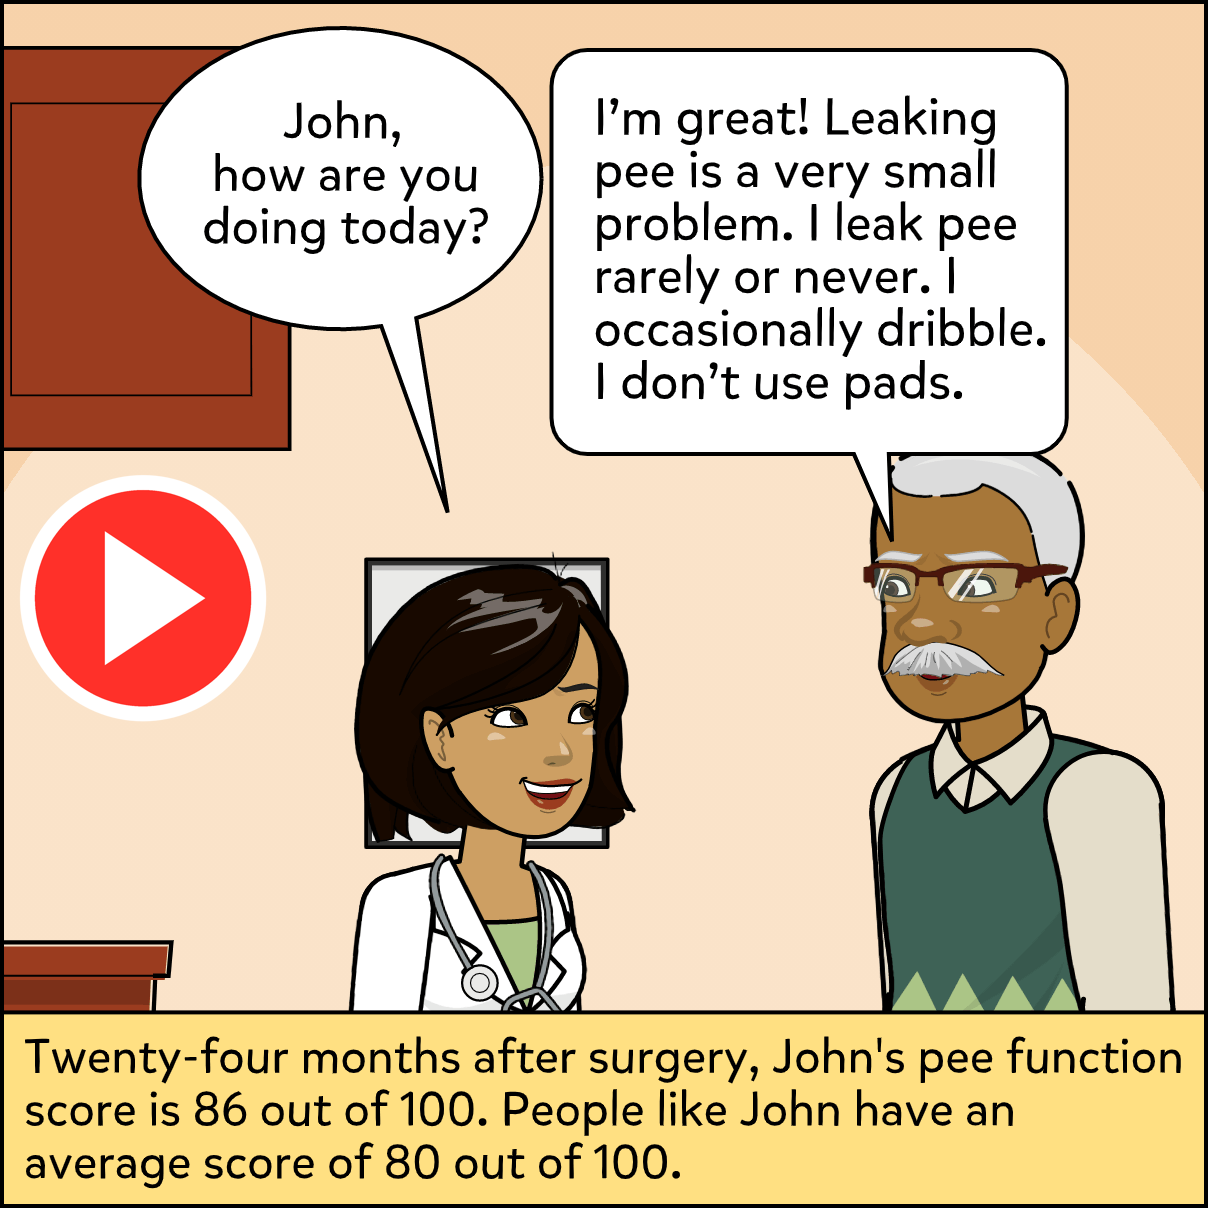 John,
how are you
doing today?
I'm great! Leaking
pee is a very small
problem. I leak pee
rarely or never. I
occasionally dribble.
I don't use pads.
Twenty-four months after surgery, John's pee function
score is 86 out of 100. People like John have an
average score of 80 out of 100.